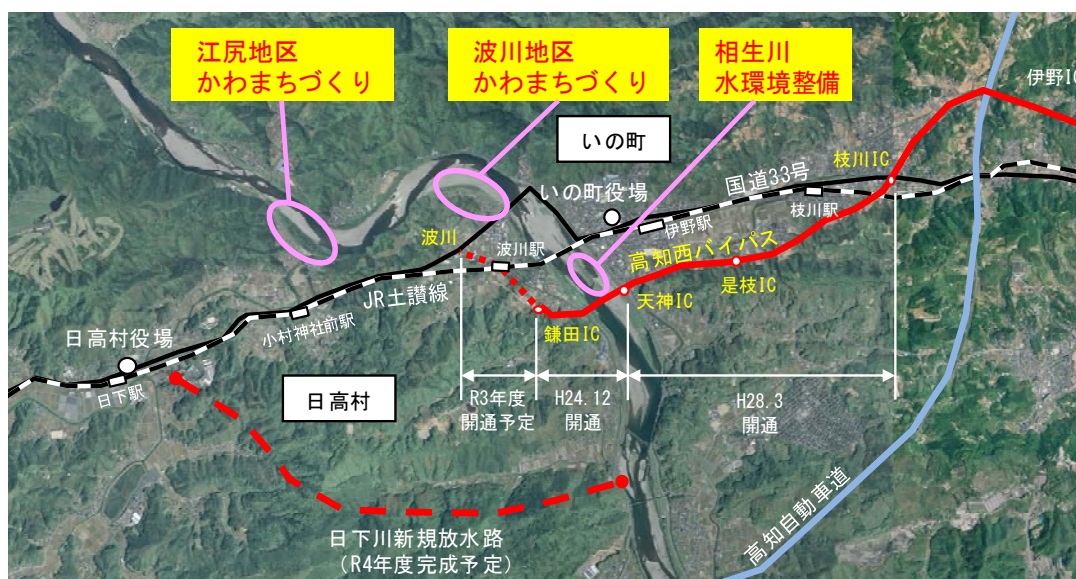 江尻地区
かわまちづくり
波川地区
かわまちづくり
相生川
水環境整備
伊野IC
いの町
枝川IC
国道33号
いの町役場
枝川駅
伊野駅
波川
波川駅
高知西バイパス
是枝IC
JR土讃線
天神IC
小村神社前駅
鎌田IC
日高村役場
日下駅
日高村
R3年度
開通予定
H24.12
開通
H28.3
開通
高知自動車道
日下川新規放水路
（R4年度完成予定）